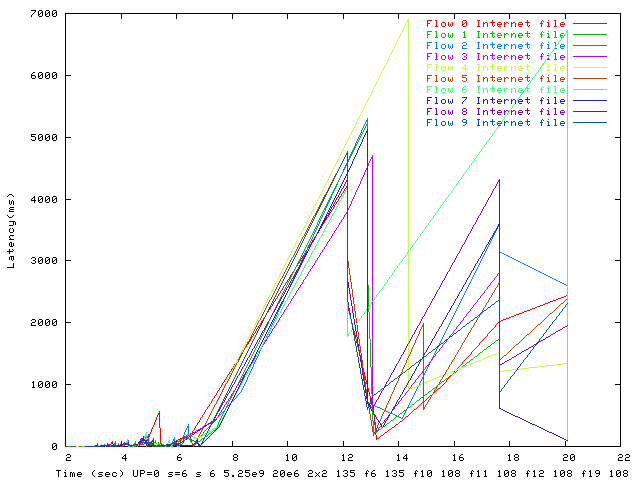 7000
Flow 0 Internet file
Flow 1 Internet file
Flow 2 Internet file
Flow 3 Internet file
Flow 4 Internet file
Flow 5 Internet file
Flow 6 Internet file
Flow 7 Internet file
Flow 8 Internet file
Flow 9 Internet file
6000
5000
4000
Latency(ms)
3000
2000
1000
0
2 4 6 8 10 12 14 16 18 20 22
Time (sec) UP=0 s=6 s 6 5.25e9 20e6 2x2 135 f6 135 f10 108 f11 108 f12 108 f19 108